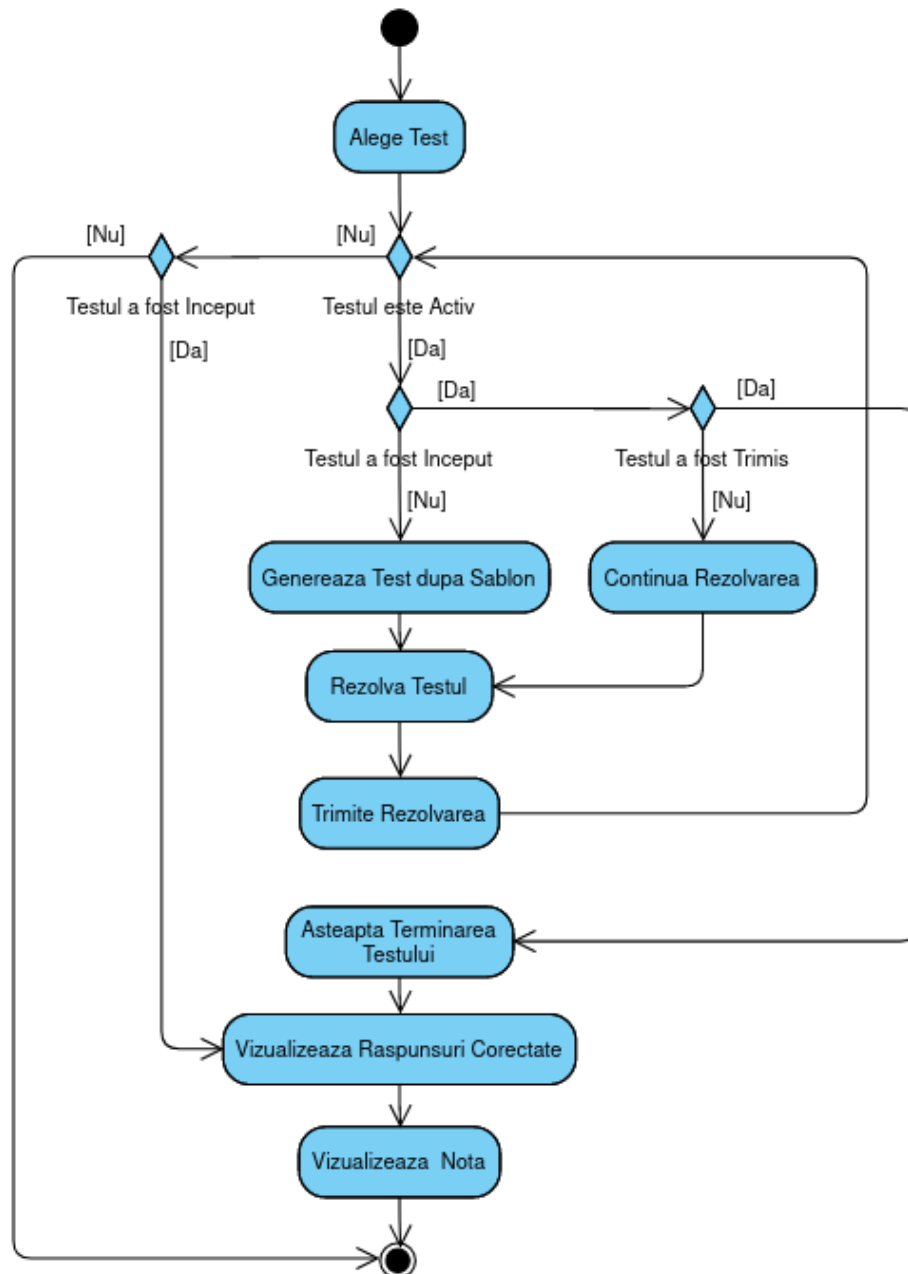 Alege Test
[Nu]
[Nu]
Testul a fost Inceput
Testul este Activ
[Da]
[Da]
[Da]
[Da]
Testul a fost Inceput
Testul a fost Trimis
[Nu]
[Nu]
Genereaza Test dupa Sablon
Continua Rezolvarea
Rezolva Testul
Trimite Rezolvarea
Asteapta Terminarea
Testului
Vizualizeaza Raspunsuri Corectate
Vizualizeaza Nota